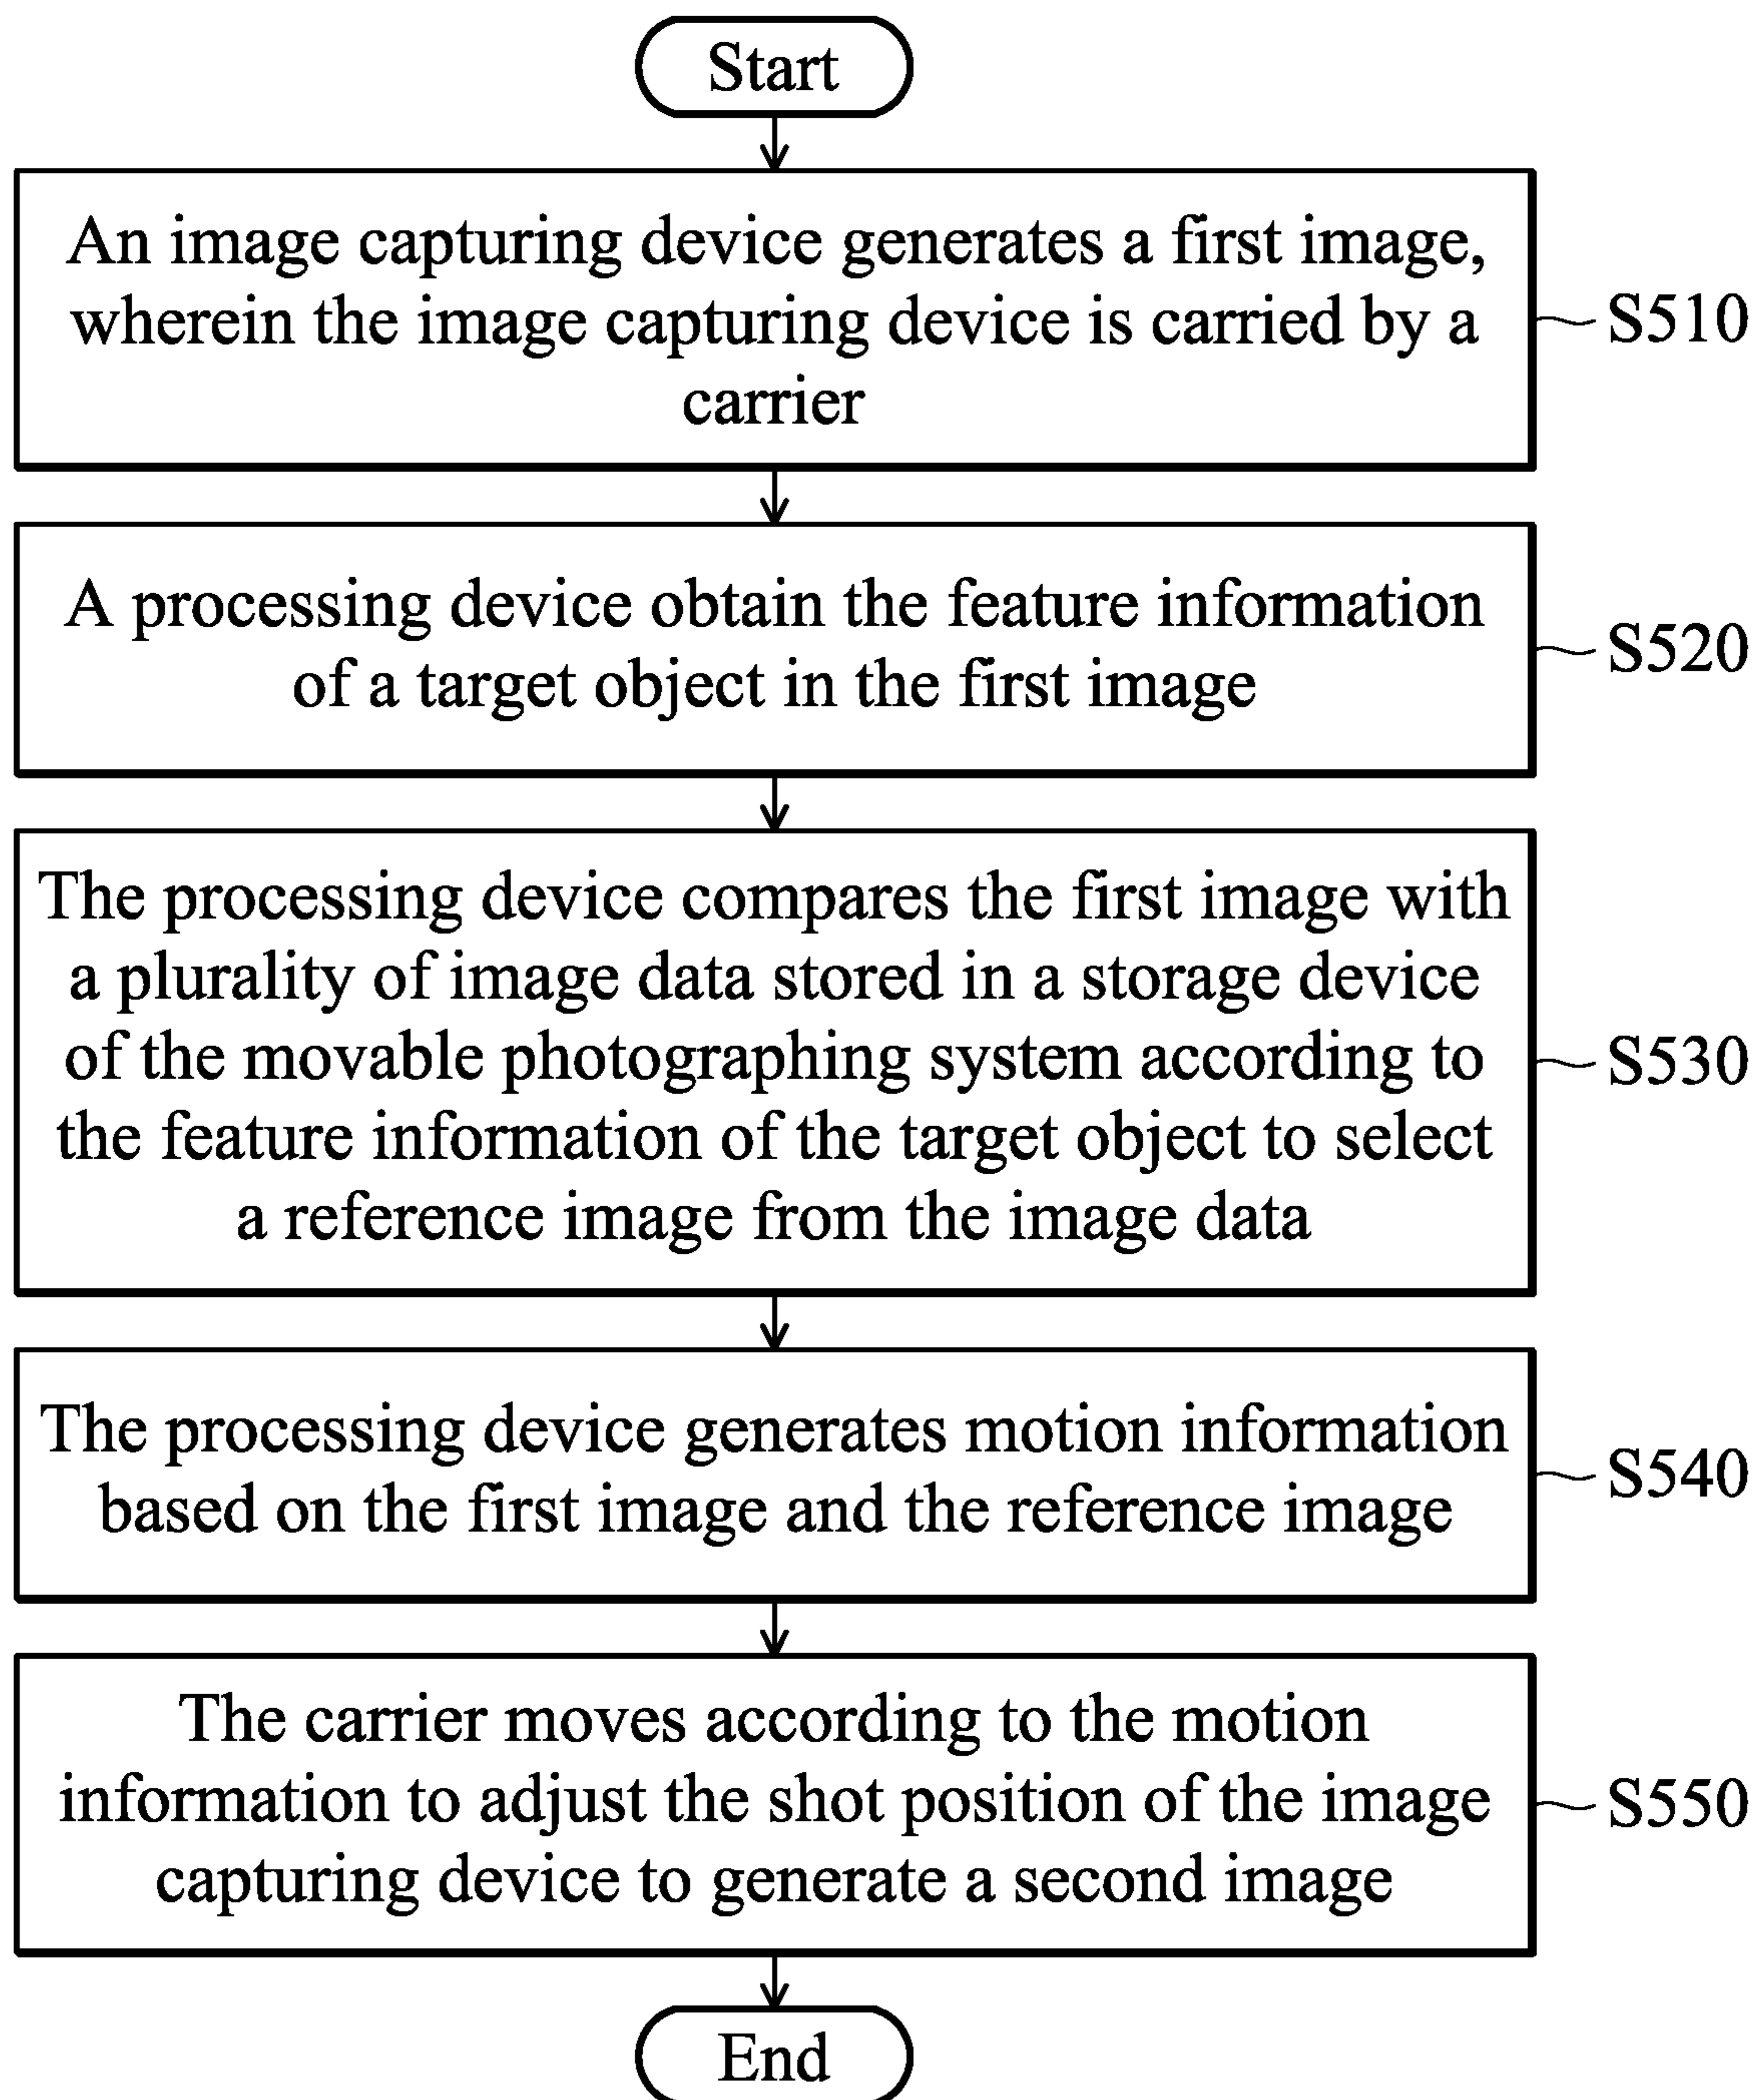 Start
An image capturing device generates a first image,
wherein the image capturing device is carried by a
carrier
S510
A processing device obtain the feature information
of a target object in the first image
S520
The processing device compares the first image with
a plurality of image data stored in a storage device
of the movable photographing system according to
the feature information of the target object to select
a reference image from the image data
S530
The processing device generates motion information
based on the first image and the reference image
S540
The carrier moves according to the motion
information to adjust the shot position of the image
capturing device to generate a second image
S550
End